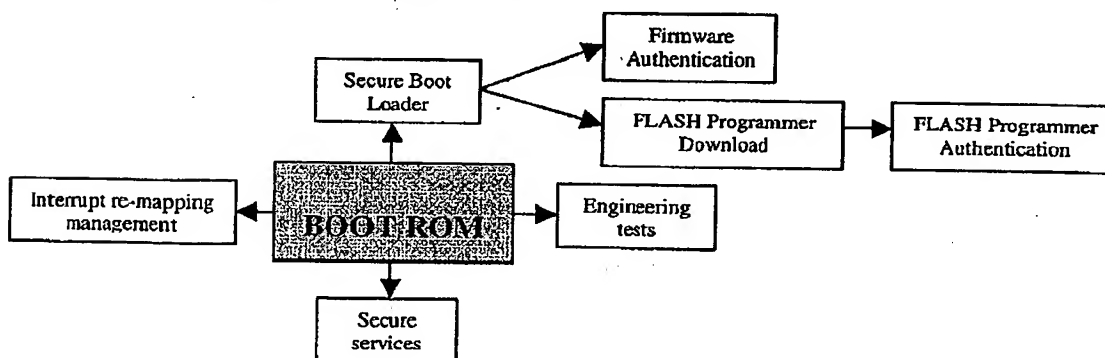 Firmware
Authentication
Secure Boot
Loader
FLASH Programmer
Download
FLASH Programmer
Authentication
Interrupt re-mapping
management
BOOT ROM
Engineering
tests
Secure
services